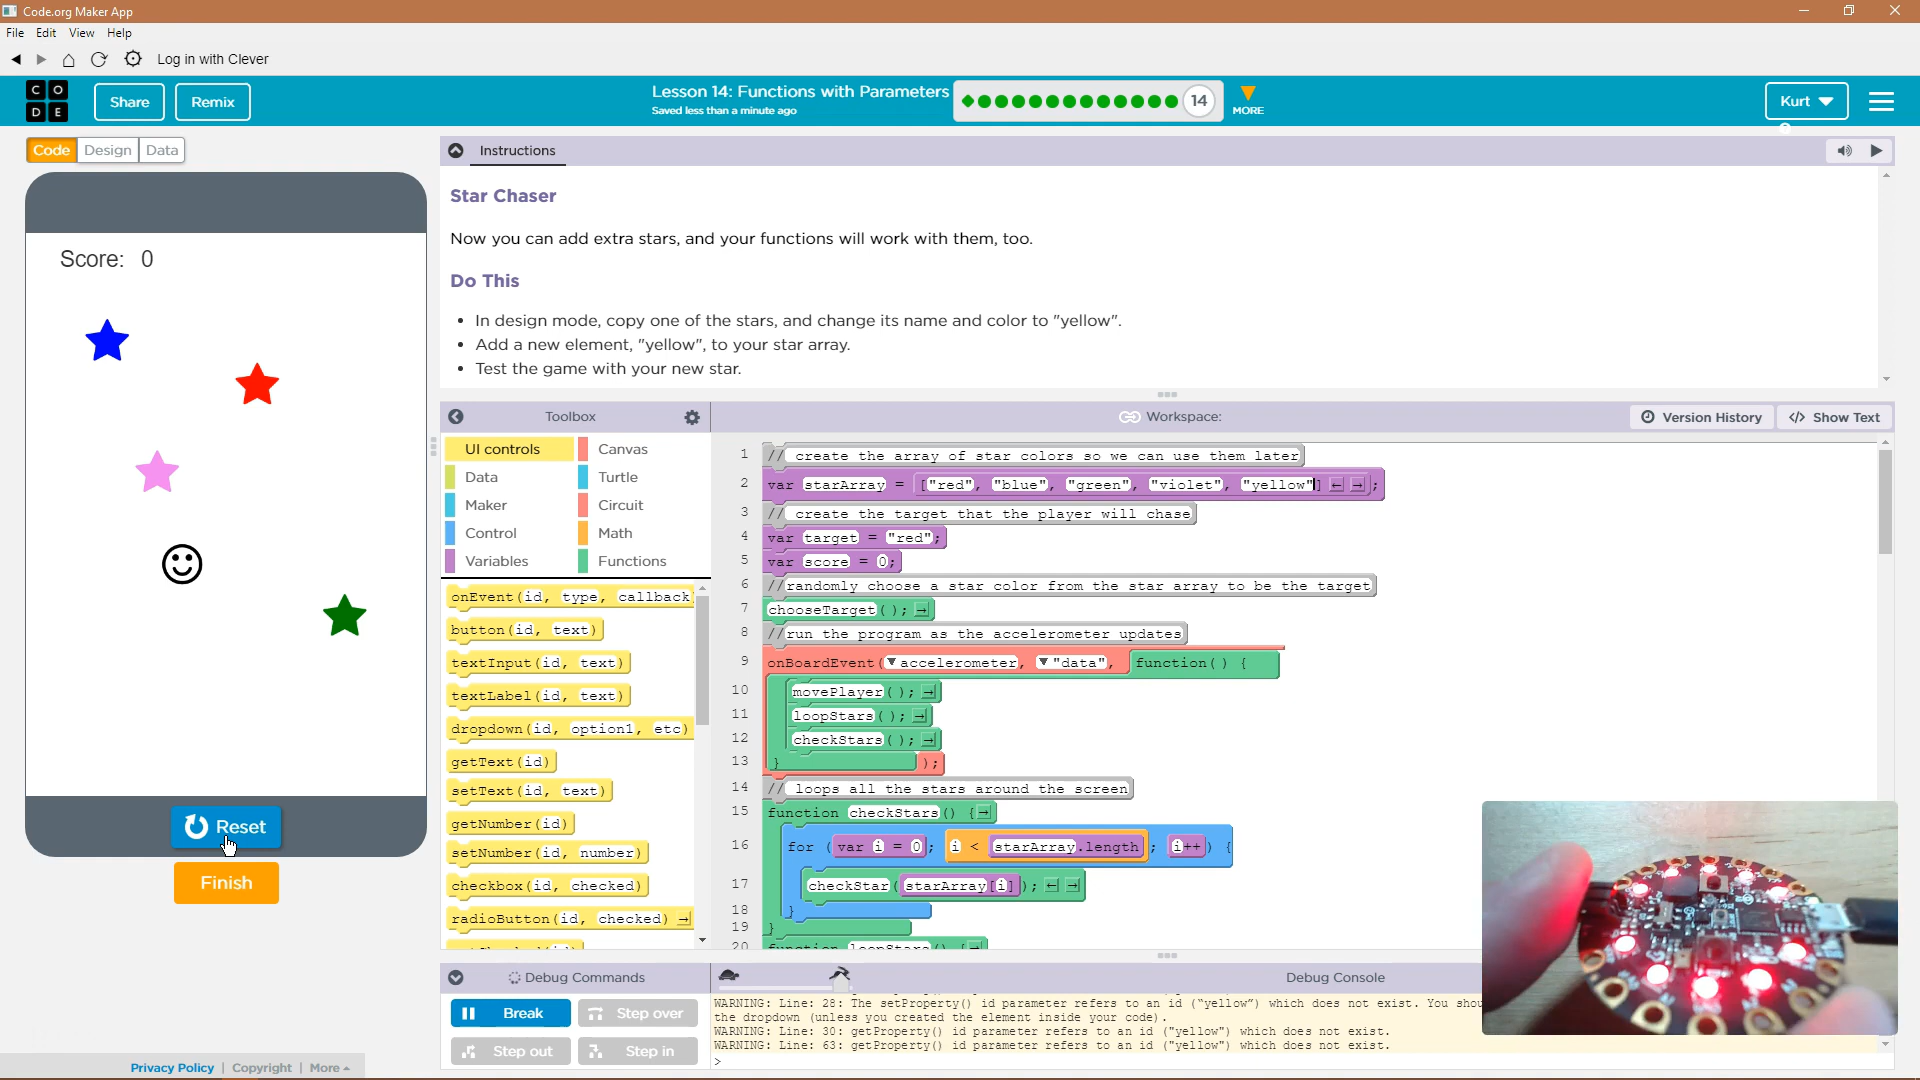 Code.org Maker App
File Edit View Help
Log in with Clever
CODE
Share
Remix
Lesson 14: Functions with Parameters
Saved less than a minute ago
14
MORE
Kurt
Code Design Data
Score: 0
Reset
Finish
Instructions
Star Chaser
Now you can add extra stars, and your functions will work with them, too.
Do This
In design mode, copy one of the stars, and change its name and color to "yellow".
Add a new element, "yellow", to your star array.
Test the game with your new star.
Toolbox
Workspace:
Version History
</> Show Text
UI controls
Canvas
Data
Turtle
Maker
Circuit
Control
Math
Variables
Functions
onEvent(id, type, callback
button(id, text)
textInput(id, text)
textLabel(id, text)
dropdown(id, option1, etc)
getText(id)
setText(id, text)
getNumber(id)
setNumber(id, number)
checkbox(id, checked)
radioButton(id, checked)
1 // create the array of star colors so we can use them later
2 var starArray = ["red", "blue", "green", "violet", "yellow"];
3 // create the target that the player will chase
4 var target = "red";
5 var score = 0;
6 //randomly choose a star color from the star array to be the target
7 chooseTarget();
8 //run the program as the accelerometer updates
9 onBoardEvent(accelerometer, "data", function() {
10 movePlayer();
11 loopStars();
12 checkStars();
13 } );
14 // loops all the stars around the screen
15 function checkStars() {
16 for (var i = 0; i < starArray.length; i++) {
17 checkStar(starArray[i]);
18 }
19 }
20 function loopStars() {
Debug Commands
Debug Console
Break
Step over
Step out
Step in
WARNING: Line: 28: The setProperty() id parameter refers to an id ("yellow") which does not exist. You shou
the dropdown (unless you created the element inside your code).
WARNING: Line: 30: getProperty() id parameter refers to an id ("yellow") which does not exist.
WARNING: Line: 63: getProperty() id parameter refers to an id ("yellow") which does not exist.
>
Privacy Policy | Copyright | More